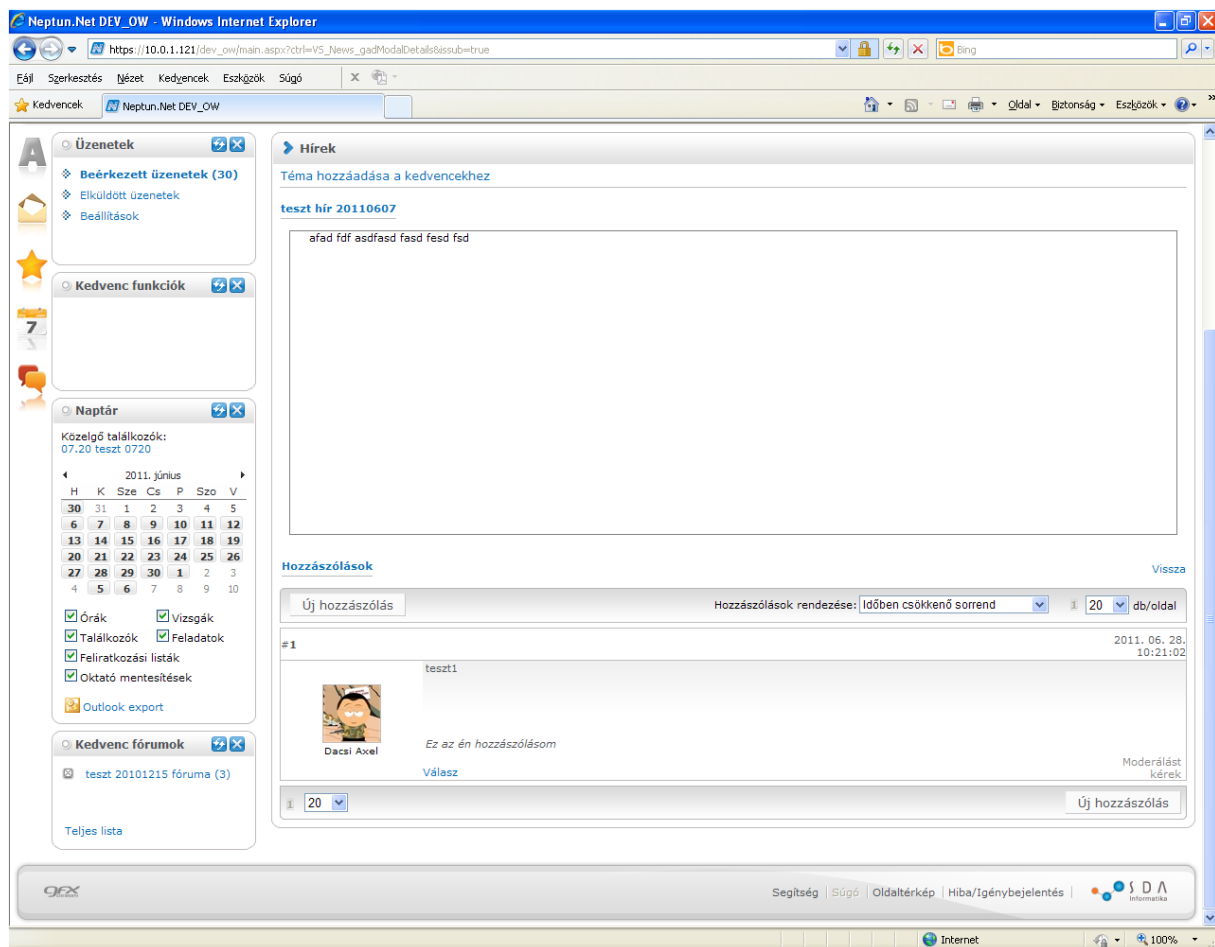 Neptun.Net DEV_OW - Windows Internet Explorer
https://10.0.1.121/dev_ow/main.aspx?ctrl=VS_News_gadModalDetails&issub=true
Bing
Fájl Szerkesztés Nézet Kedvencek Eszközök Súgó
Kedvencek
Neptun.Net DEV_OW
Oldal Biztonság Eszközök
Üzenetek
Beérkezett üzenetek (30)
Elküldött üzenetek
Beállítások
Kedvenc funkciók
7
Naptár
Közelgő találkozók:
07.20 teszt 0720
2011. június
H K Sze Cs P Szo V
30 31 1 2 3 4 5
6 7 8 9 10 11 12
13 14 15 16 17 18 19
20 21 22 23 24 25 26
27 28 29 30 1 2 3
4 5 6 7 8 9 10
Órák Vizsgák
Találkozók Feladatok
Feliratkozási listák
Oktató mentesítések
Outlook export
Kedvenc fórumok
teszt 20101215 fóruma (3)
Teljes lista
Hírek
Téma hozzáadása a kedvencekhez
teszt hír 20110607
afad fdf asdfasd fasd fesd fsd
Hozzászólások
Vissza
Új hozzászólás
Hozzászólások rendezése: Időben csökkenő sorrend 1 20 db/oldal
#1
2011. 06. 28.
10:21:02
teszt1
Dacsi Axel
Ez az én hozzászólásom
Válasz
Moderálást
kérek
1 20
Új hozzászólás
gfx
Segítség | Súgó | Oldaltérkép | Hiba/Igénybejelentés |
SDA
Informatika
Internet
100%